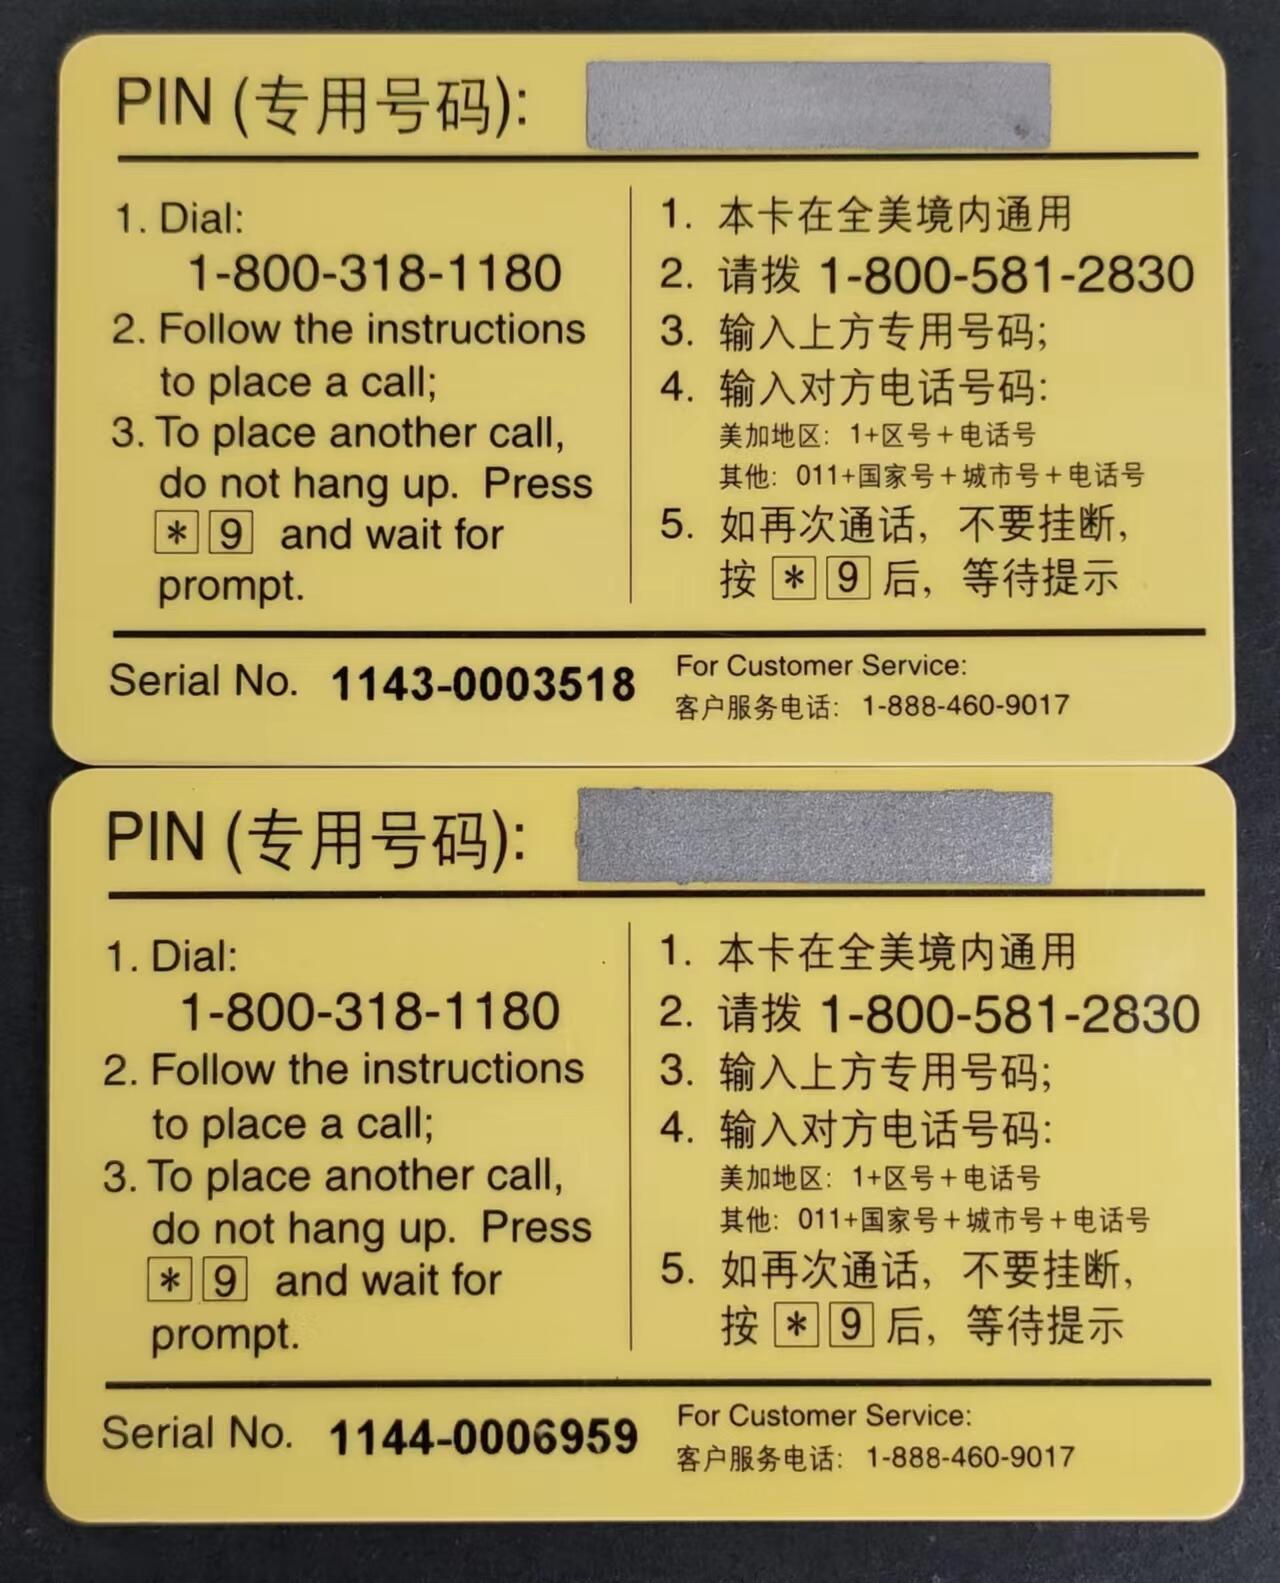 PIN (专用号码):
1. Dial:
1-800-318-1180
2. Follow the instructions
to place a call;
3. To place another call,
do not hang up. Press
* 9 and wait for
prompt.
1. 本卡在全美境内通用
2. 请拨 1-800-581-2830
3. 输入上方专用号码;
4. 输入对方电话号码:
美加地区: 1+区号+电话号
其他: 011+国家号+城市号+电话号
5. 如再次通话, 不要挂断,
按 * 9 后, 等待提示
Serial No. 1143-0003518
For Customer Service:
客户服务电话: 1-888-460-9017
PIN (专用号码):
1. Dial:
1-800-318-1180
2. Follow the instructions
to place a call;
3. To place another call,
do not hang up. Press
* 9 and wait for
prompt.
1. 本卡在全美境内通用
2. 请拨 1-800-581-2830
3. 输入上方专用号码;
4. 输入对方电话号码:
美加地区: 1+区号+电话号
其他: 011+国家号+城市号+电话号
5. 如再次通话, 不要挂断,
按 * 9 后, 等待提示
Serial No. 1144-0006959
For Customer Service:
客户服务电话: 1-888-460-9017